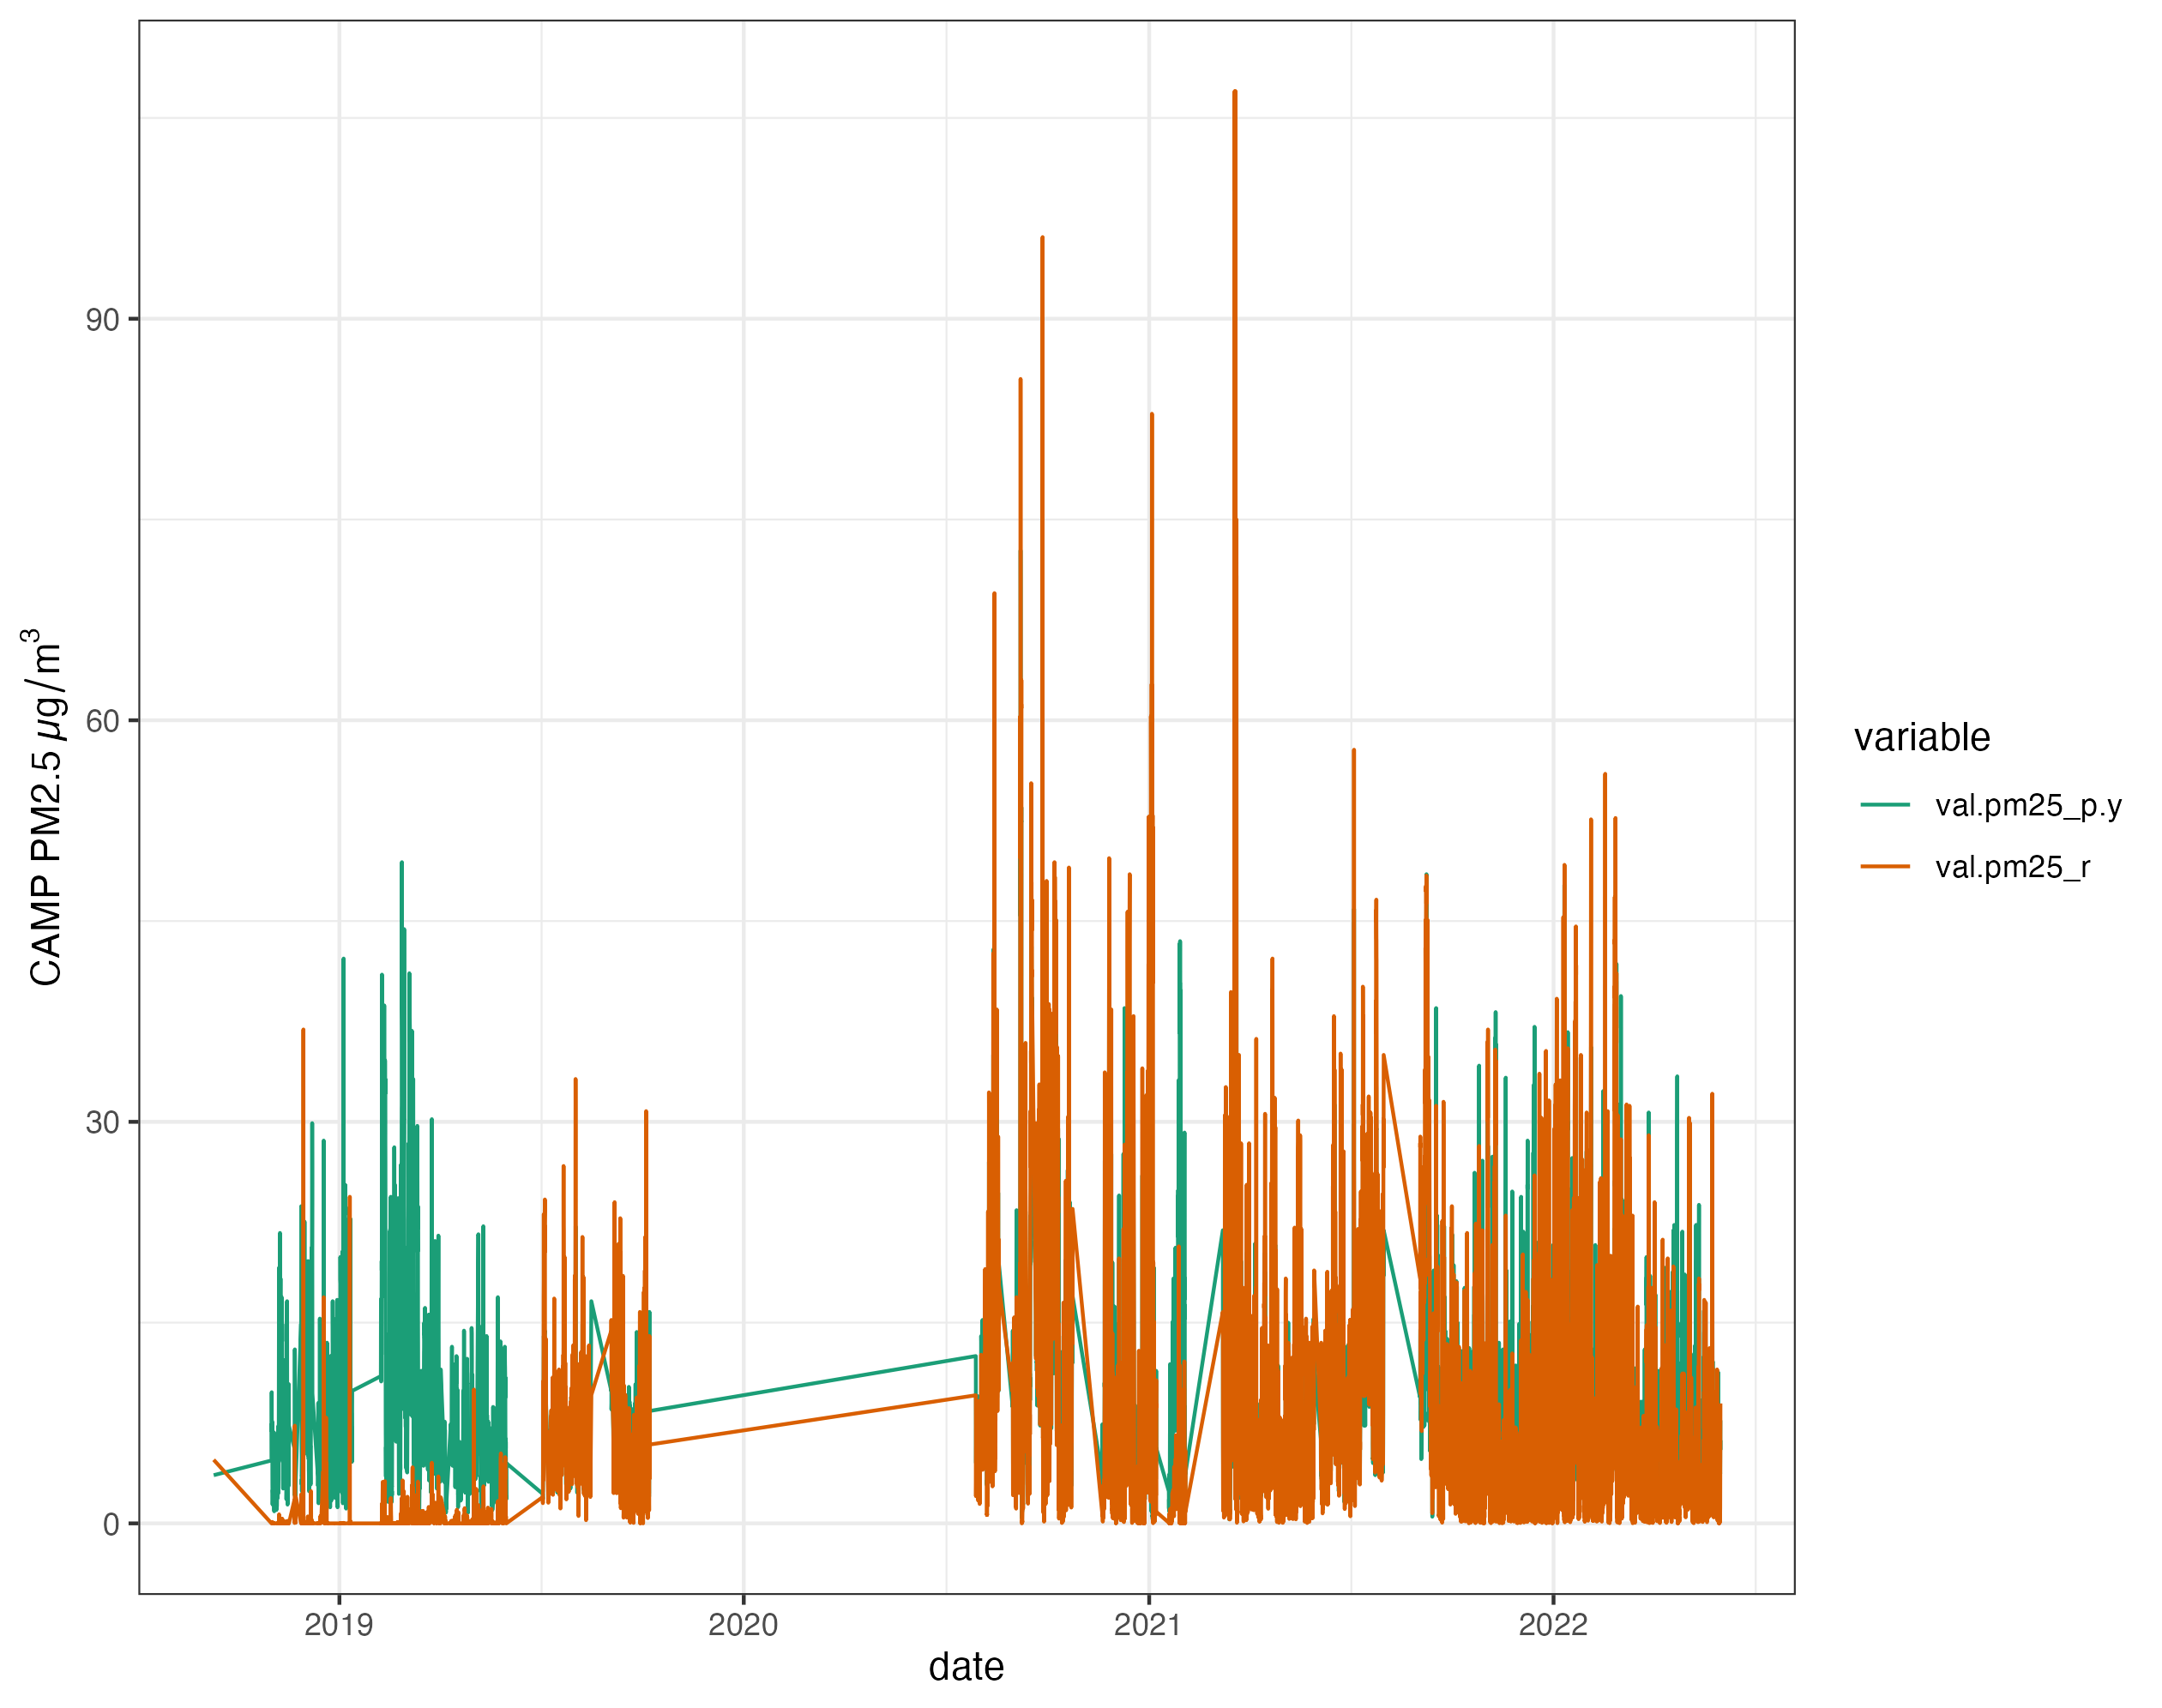 CAMP PM2.5 μg/m³
90
60
30
0
2019 2020 2021 2022
date
variable
val.pm25_p.y
val.pm25_r